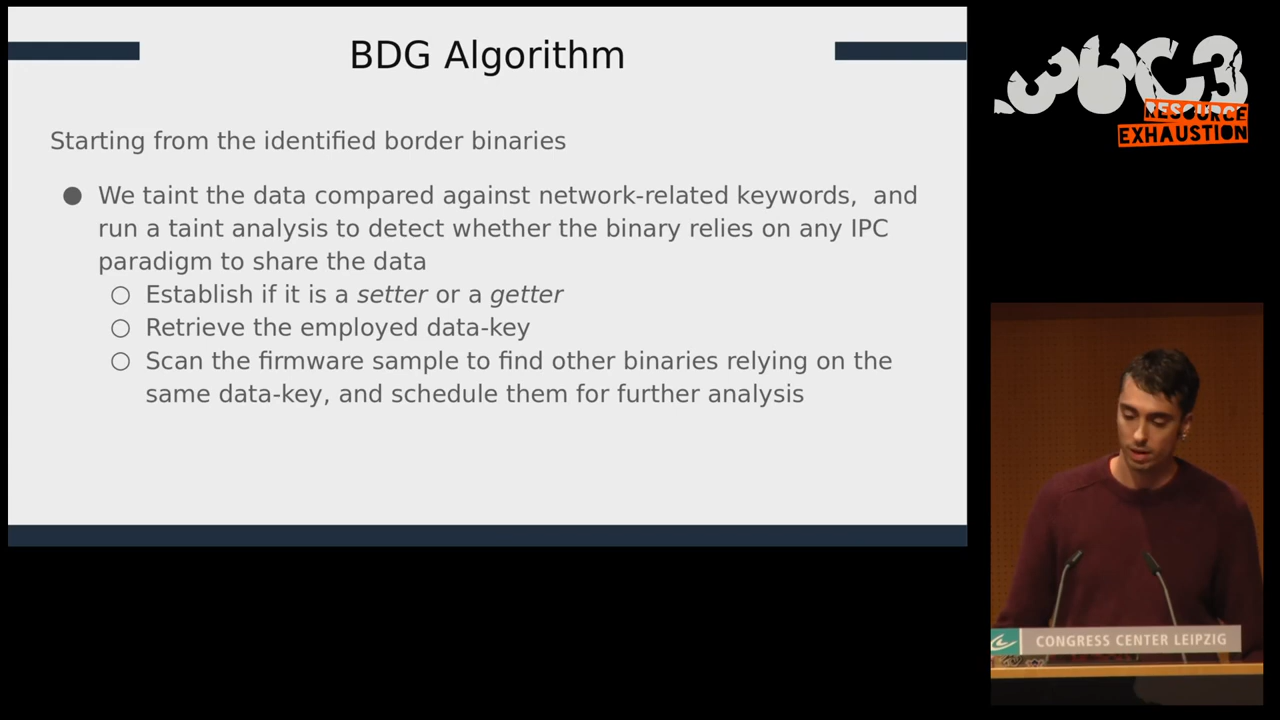 BDG Algorithm
Starting from the identified border binaries
● We taint the data compared against network-related keywords, and
run a taint analysis to detect whether the binary relies on any IPC
paradigm to share the data
○ Establish if it is a setter or a getter
○ Retrieve the employed data-key
○ Scan the firmware sample to find other binaries relying on the
same data-key, and schedule them for further analysis
36C3
RESOURCE
EXHAUSTION
CONGRESS CENTER LEIPZIG